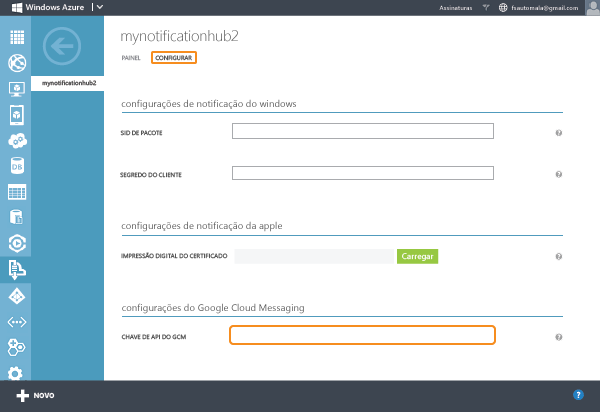 Windows Azure
Assinaturas
fsautomala@gmail.com
mynotificationhub2
mynotificationhub2
PAINEL CONFIGURAR
configurações de notificação do windows
SID DE PACOTE
?
SEGREDO DO CLIENTE
?
configurações de notificação da apple
IMPRESSÃO DIGITAL DO CERTIFICADO
Carregar
?
configurações do Google Cloud Messaging
CHAVE DE API DO GCM
?
DB
NOVO
?